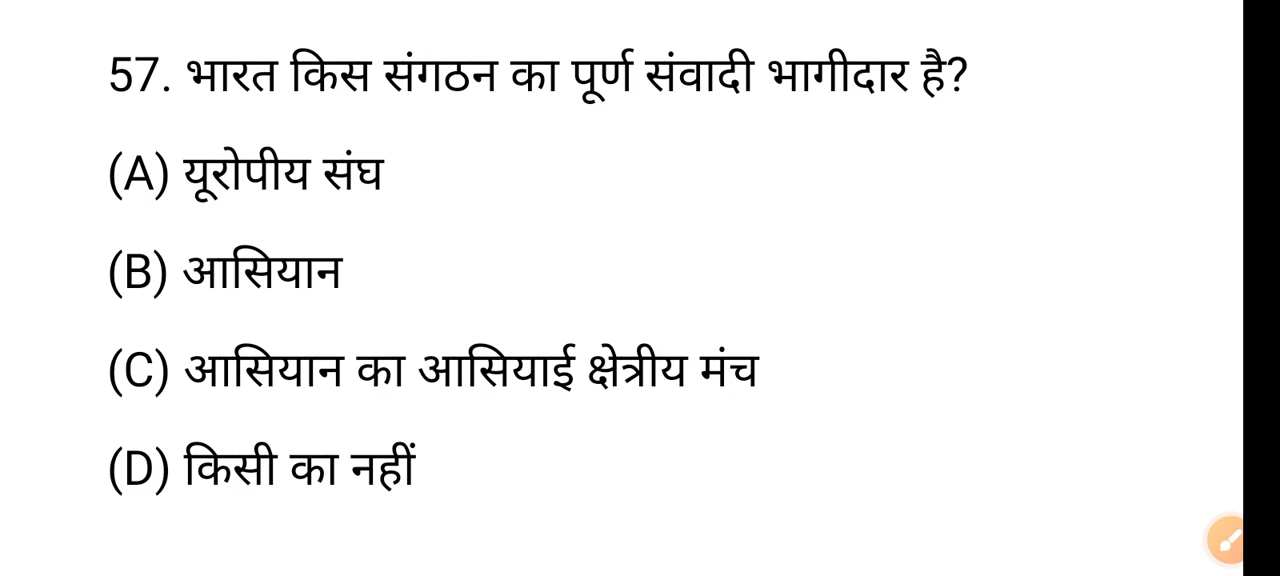 57. भारत किस संगठन का पूर्ण संवादी भागीदार है?
(A) यूरोपीय संघ
(B) आसियान
(C) आसियान का आसियाई क्षेत्रीय मंच
(D) किसी का नहीं